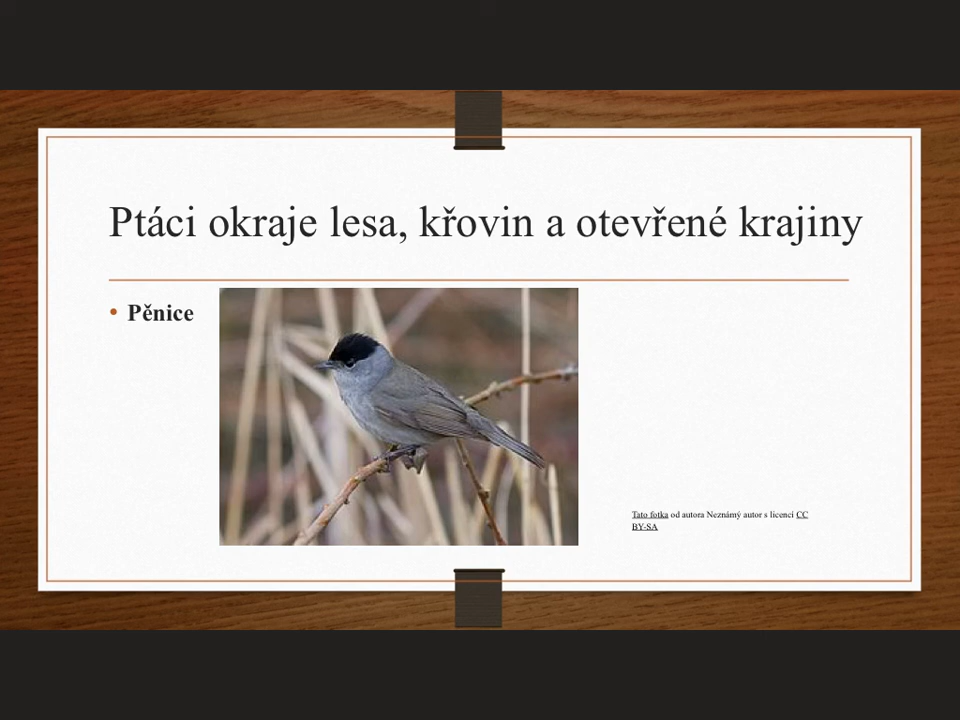 Ptáci okraje lesa, křovin a otevřené krajiny
• Pěnice
Tato fotka od autora Neznámý autor s licencí CC
BY-SA